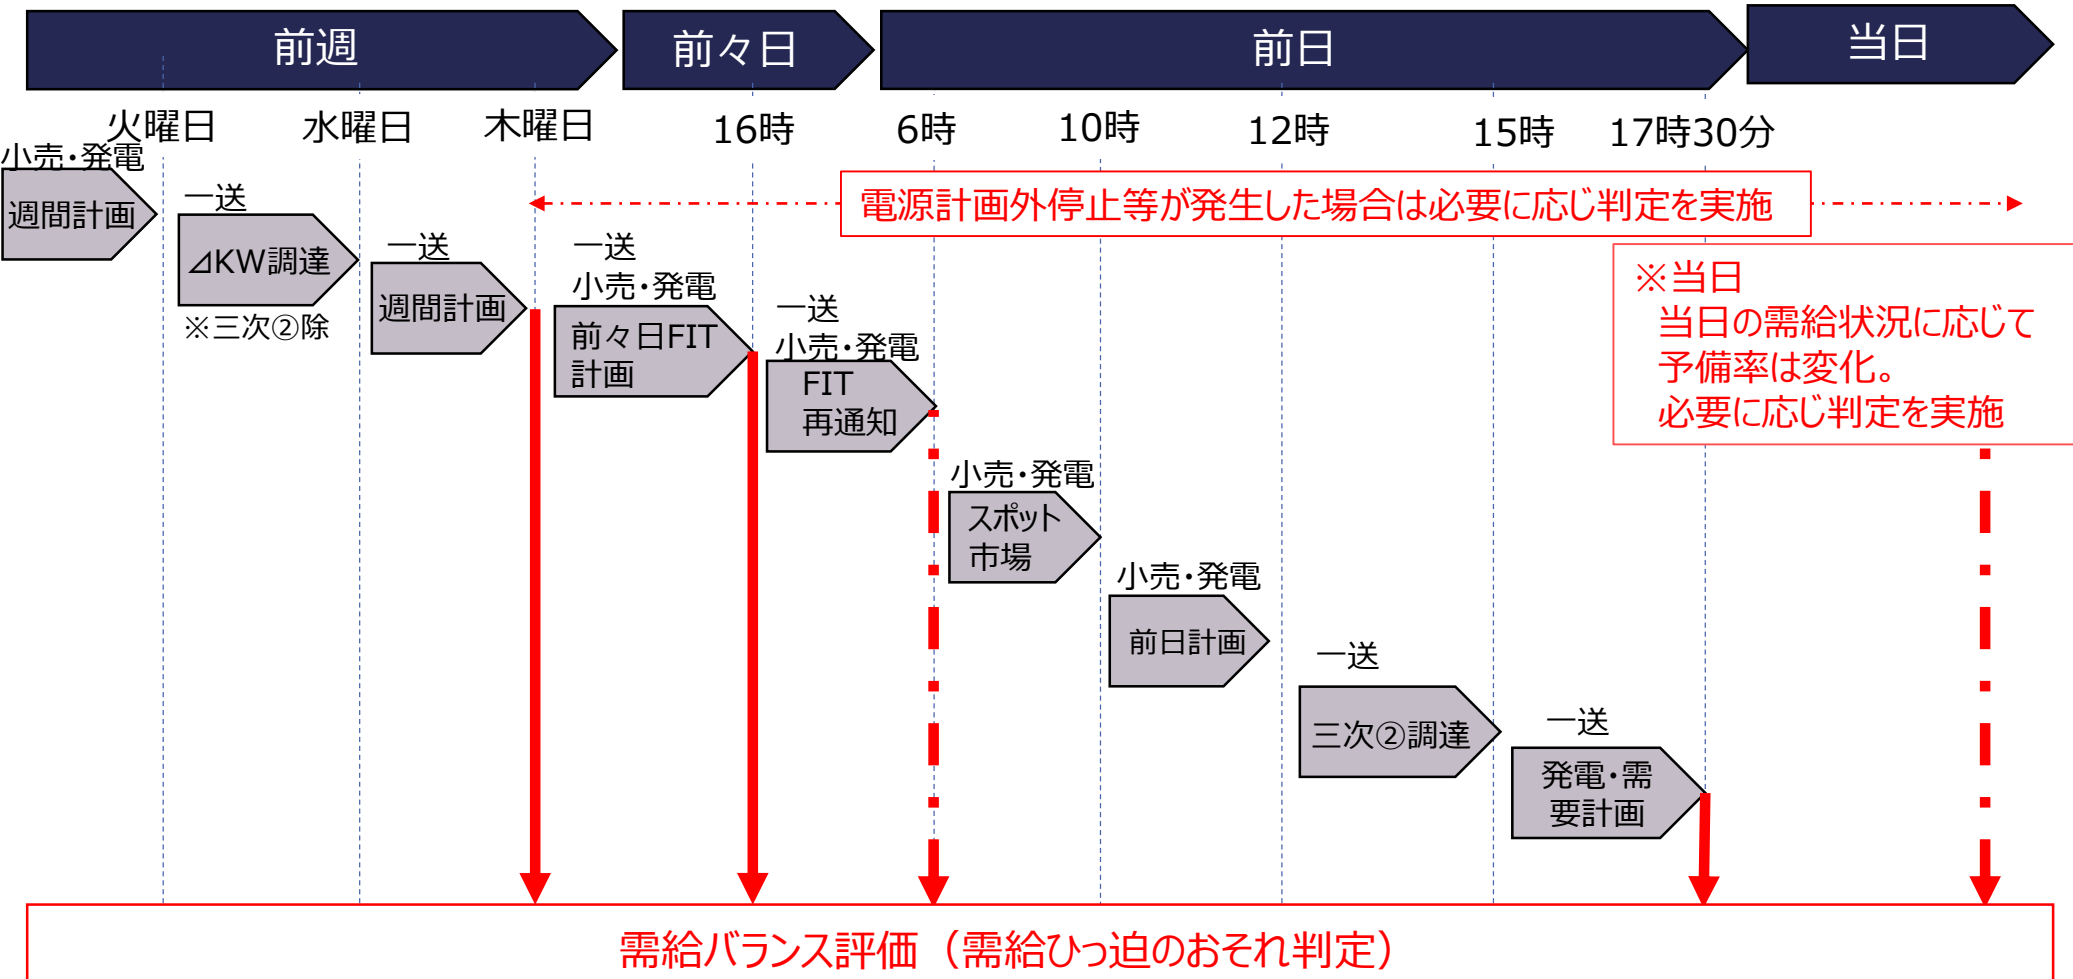 前週
前々日
前日
当日
火曜日
水曜日
木曜日
16時
6時
10時
12時
15時
17時30分
小売・発電
週間計画
一送
⊿KW調達
※三次②除
一送
週間計画
一送
小売・発電
前々日FIT
計画
一送
小売・発電
FIT
再通知
電源計画外停止等が発生した場合は必要に応じ判定を実施
※当日
当日の需給状況に応じて
予備率は変化。
必要に応じ判定を実施
小売・発電
スポット
市場
小売・発電
前日計画
一送
三次②調達
一送
発電・需
要計画
需給バランス評価（需給ひっ迫のおそれ判定）